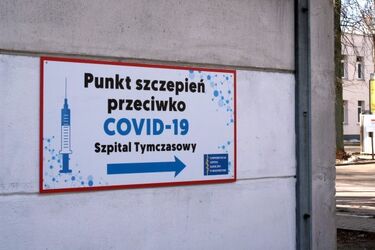 Punkt szczepień
przeciwko
COVID-19
Szpital Tymczasowy